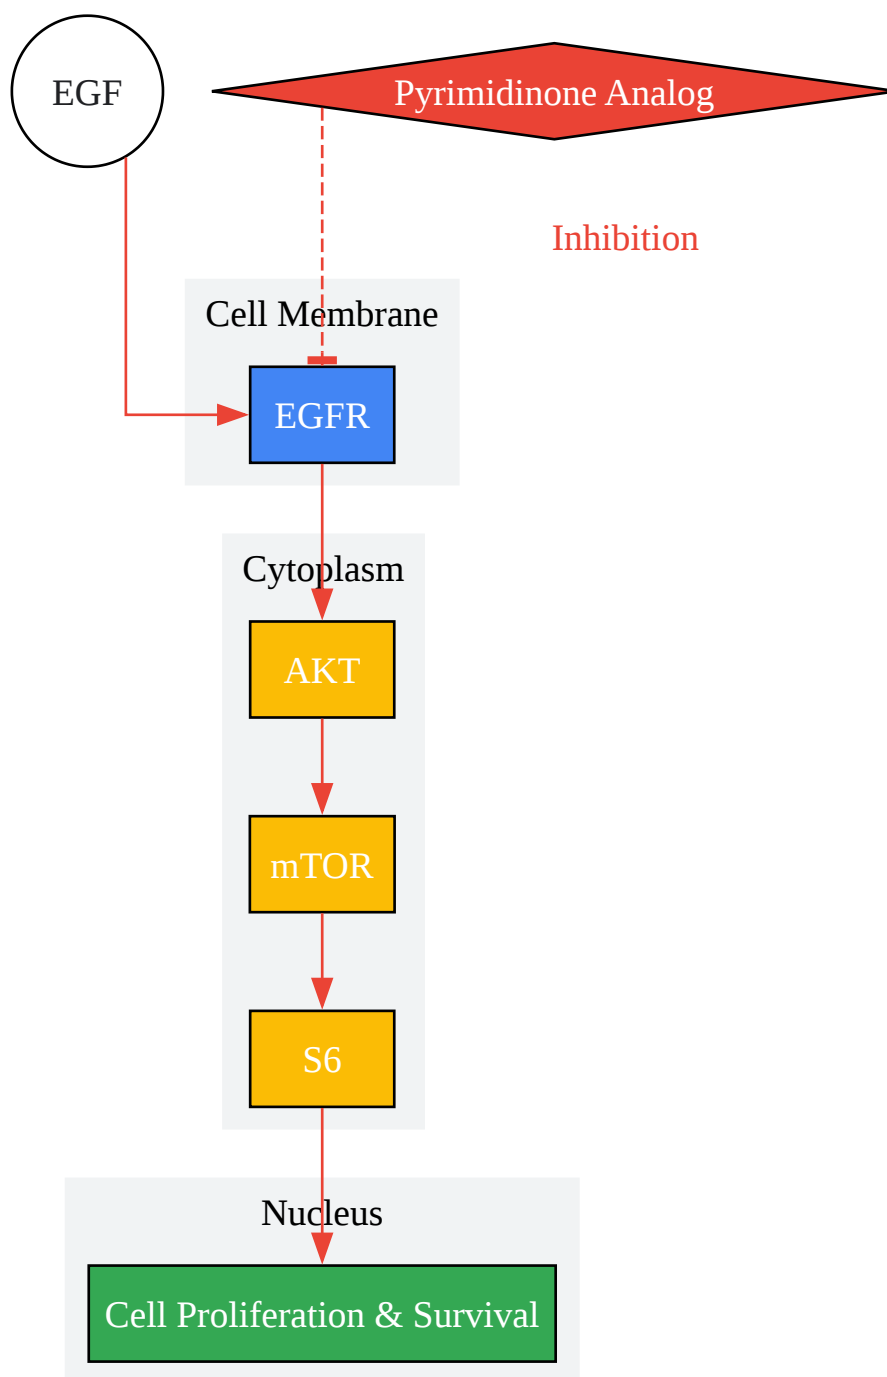 EGF
Pyrimidinone Analog
Inhibition
Cell Membrane
EGFR
Cytoplasm
AKT
mTOR
S6
Nucleus
Cell Proliferation & Survival